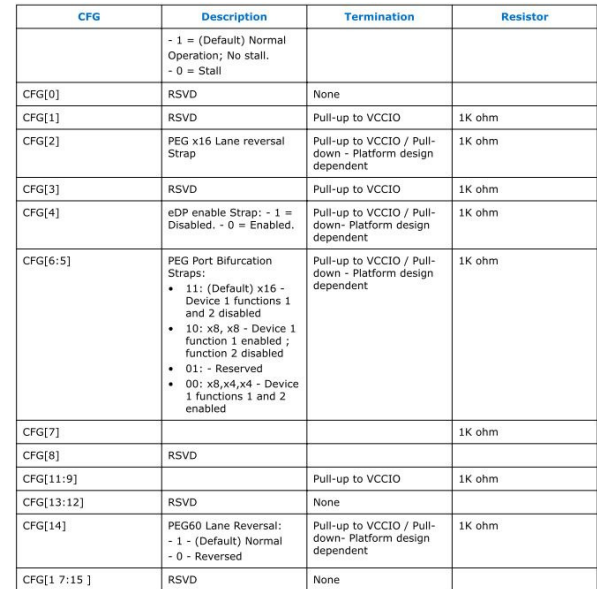 CFG Description Termination Resistor
- 1 = (Default) Normal
Operation; No stall.
- 0 = Stall
CFG[0] RSVD None
CFG[1] RSVD Pull-up to VCCIO 1K ohm
CFG[2] PEG x16 Lane reversal Pull-up to VCCIO / Pull- 1K ohm
Strap down - Platform design
dependent
CFG[3] RSVD Pull-up to VCCIO 1K ohm
CFG[4] eDP enable Strap: - 1 = Pull-up to VCCIO / Pull- 1K ohm
Disabled. - 0 = Enabled. down- Platform design
dependent
CFG[6:5] PEG Port Bifurcation Pull-up to VCCIO / Pull- 1K ohm
Straps: down - Platform design
• 11: (Default) x16 - dependent
Device 1 functions 1
and 2 disabled
• 10: x8, x8 - Device 1
function 1 enabled ;
function 2 disabled
• 01: - Reserved
• 00: x8,x4,x4 - Device
1 functions 1 and 2
enabled
CFG[7] 1K ohm
CFG[8] RSVD
CFG[11:9] Pull-up to VCCIO 1K ohm
CFG[13:12] RSVD None
CFG[14] PEG60 Lane Reversal: Pull-up to VCCIO / Pull- 1K ohm
- 1 - (Default) Normal down- Platform design
- 0 - Reversed dependent
CFG[1 7:15 ] RSVD None